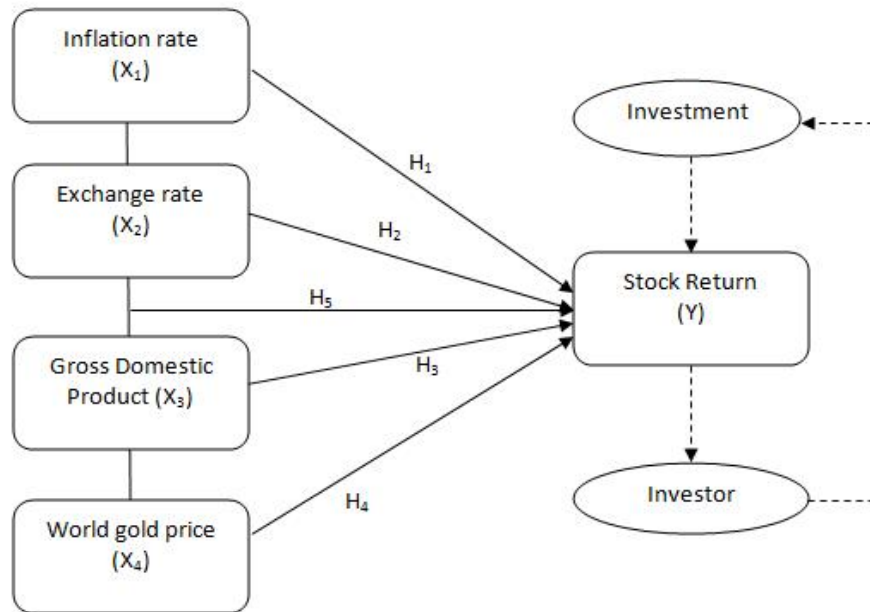 Inflation rate
(X₁)
Exchange rate
(X₂)
Gross Domestic
Product (X₃)
World gold price
(X₄)
H₁
H₂
H₅
H₃
H₄
Investment
Stock Return
(Y)
Investor